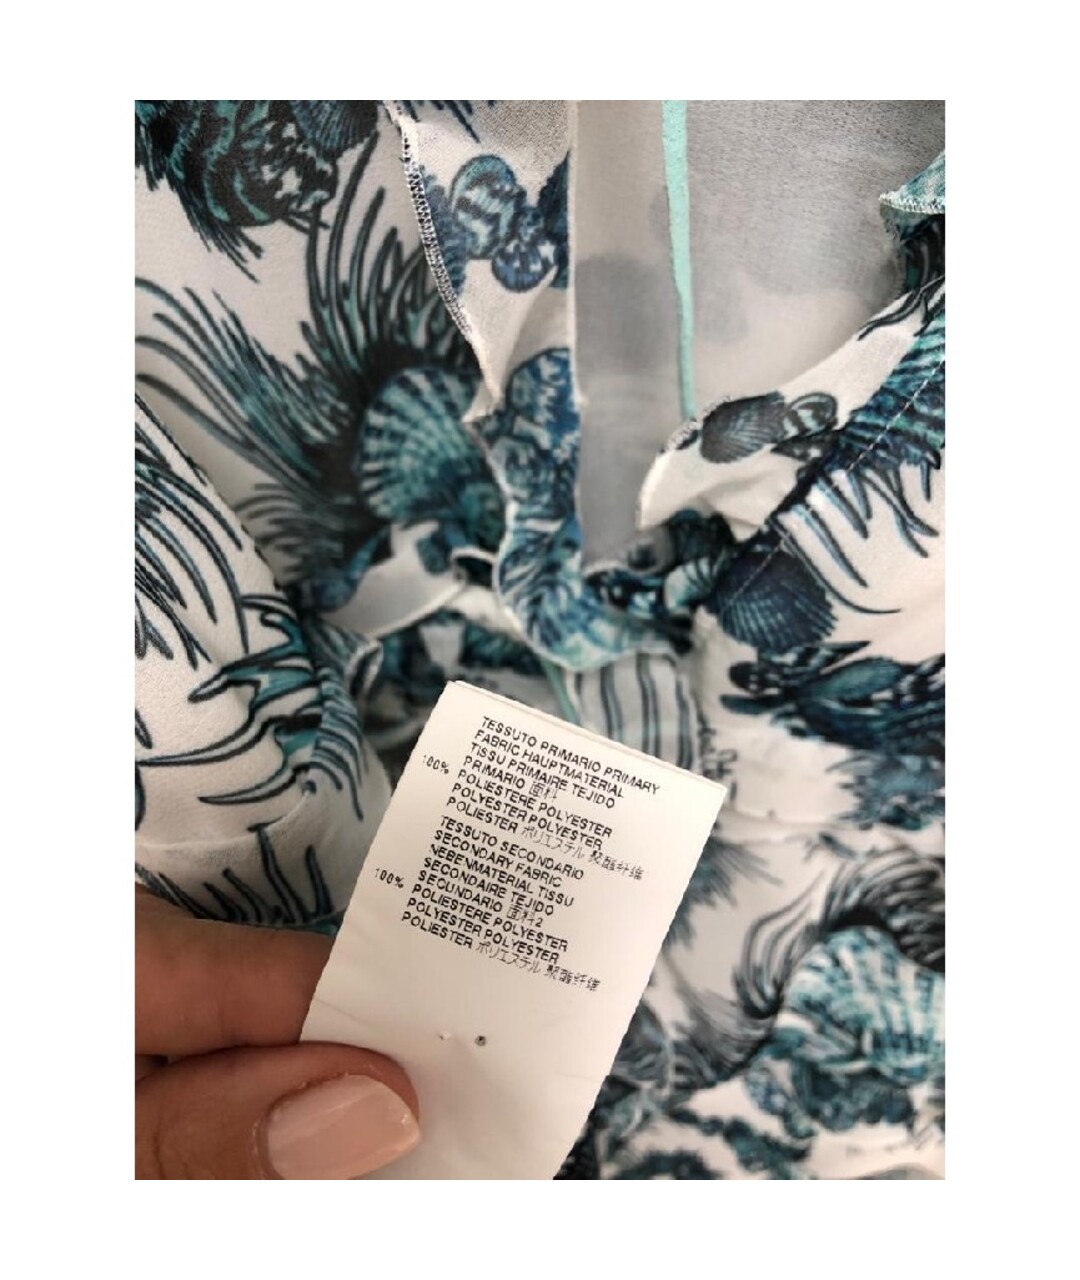 TESSUTO PRIMARIO PRIMARY
FABRIC HAUPTMATERIAL
TISSU PRIMAIRE TEJIDO
100% PRIMARIO 面料
POLIESTERE POLYESTER
POLYESTER POLYESTER
POLIESTER ポリエステル 聚酯纤维
TESSUTO SECONDARIO
SECONDARY FABRIC
NEBENMATERIAL TISSU
SECONDAIRE TEJIDO
100% SECUNDARIO 面料2
POLIESTERE POLYESTER
POLYESTER POLYESTER
POLIESTER ポリエステル 聚酯纤维